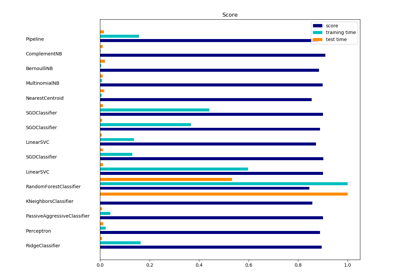 Score
score
training time
test time
Pipeline
ComplementNB
BernoulliNB
MultinomialNB
NearestCentroid
SGDClassifier
SGDClassifier
LinearSVC
SGDClassifier
LinearSVC
RandomForestClassifier
KNeighborsClassifier
PassiveAggressiveClassifier
Perceptron
RidgeClassifier
0.0 0.2 0.4 0.6 0.8 1.0